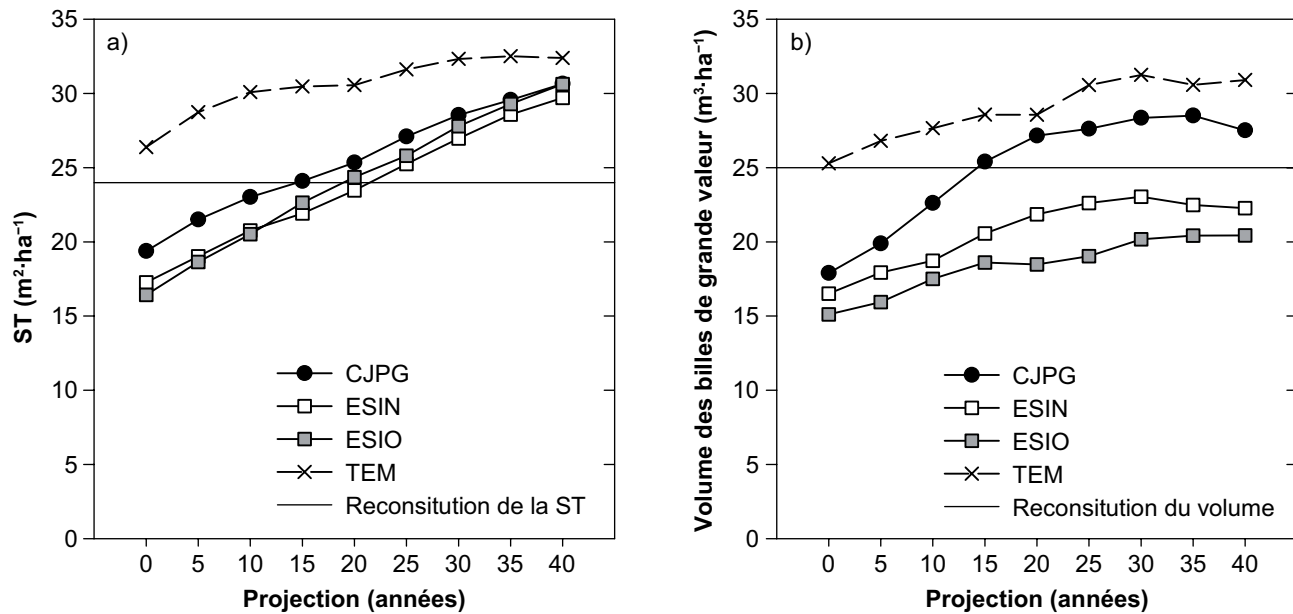 a)
35
30
25
20
15
10
5
0
ST (m²·ha⁻¹)
CJPG
ESIN
ESIO
TEM
Reconsitution de la ST
0 5 10 15 20 25 30 35 40
Projection (années)
b)
35
30
25
20
15
10
5
0
Volume des billes de grande valeur (m³·ha⁻¹)
CJPG
ESIN
ESIO
TEM
Reconsitution du volume
0 5 10 15 20 25 30 35 40
Projection (années)